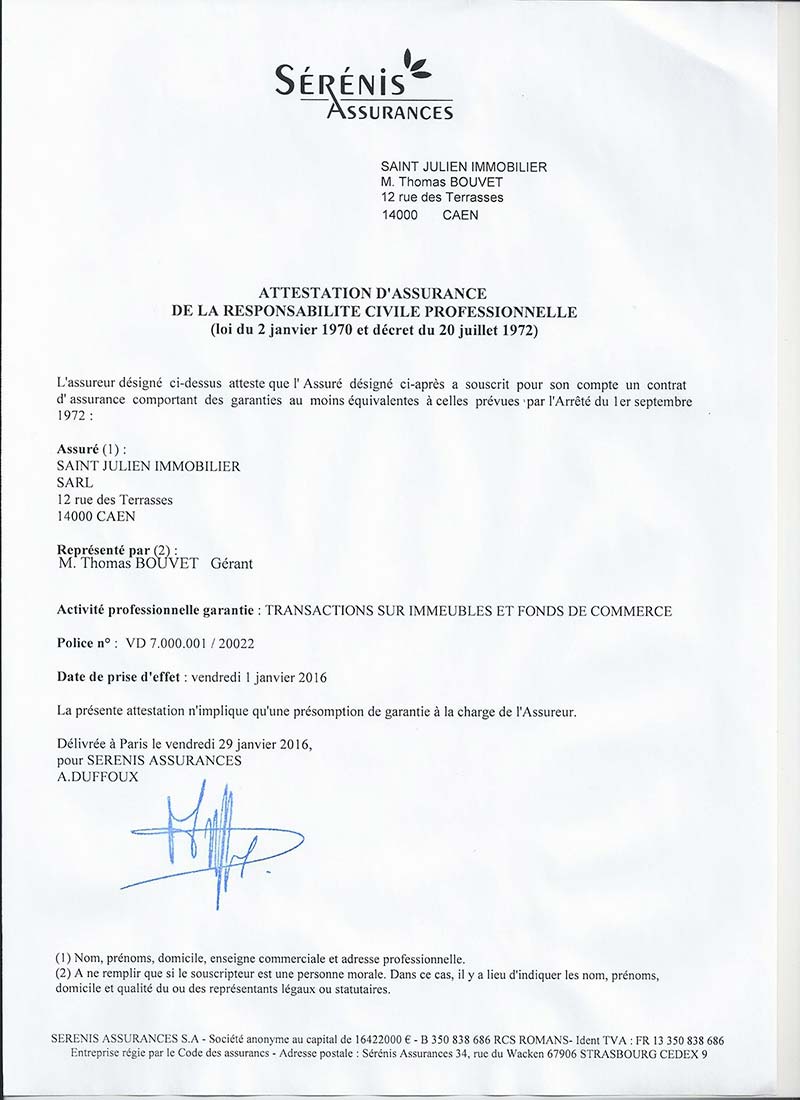 SÉRÉNIS
ASSURANCES
SAINT JULIEN IMMOBILIER
M. Thomas BOUVET
12 rue des Terrasses
14000 CAEN
ATTESTATION D'ASSURANCE
DE LA RESPONSABILITE CIVILE PROFESSIONNELLE
(loi du 2 janvier 1970 et décret du 20 juillet 1972)
L'assureur désigné ci-dessus atteste que l' Assuré désigné ci-après a souscrit pour son compte un contrat
d' assurance comportant des garanties au moins équivalentes à celles prévues par l'Arrêté du 1er septembre
1972 :
Assuré (1) :
SAINT JULIEN IMMOBILIER
SARL
12 rue des Terrasses
14000 CAEN
Représenté par (2) :
M. Thomas BOUVET Gérant
Activité professionnelle garantie : TRANSACTIONS SUR IMMEUBLES ET FONDS DE COMMERCE
Police n° : VD 7.000.001 / 20022
Date de prise d'effet : vendredi 1 janvier 2016
La présente attestation n'implique qu'une présomption de garantie à la charge de l'Assureur.
Délivrée à Paris le vendredi 29 janvier 2016,
pour SERENIS ASSURANCES
A.DUFFOUX
(1) Nom, prénoms, domicile, enseigne commerciale et adresse professionnelle.
(2) A ne remplir que si le souscripteur est une personne morale. Dans ce cas, il y a lieu d'indiquer les nom, prénoms,
domicile et qualité du ou des représentants légaux ou statutaires.
SERENIS ASSURANCES S.A - Société anonyme au capital de 16422000 € - B 350 838 686 RCS ROMANS- Ident TVA : FR 13 350 838 686
Entreprise régie par le Code des assurancs - Adresse postale : Sérénis Assurances 34, rue du Wacken 67906 STRASBOURG CEDEX 9